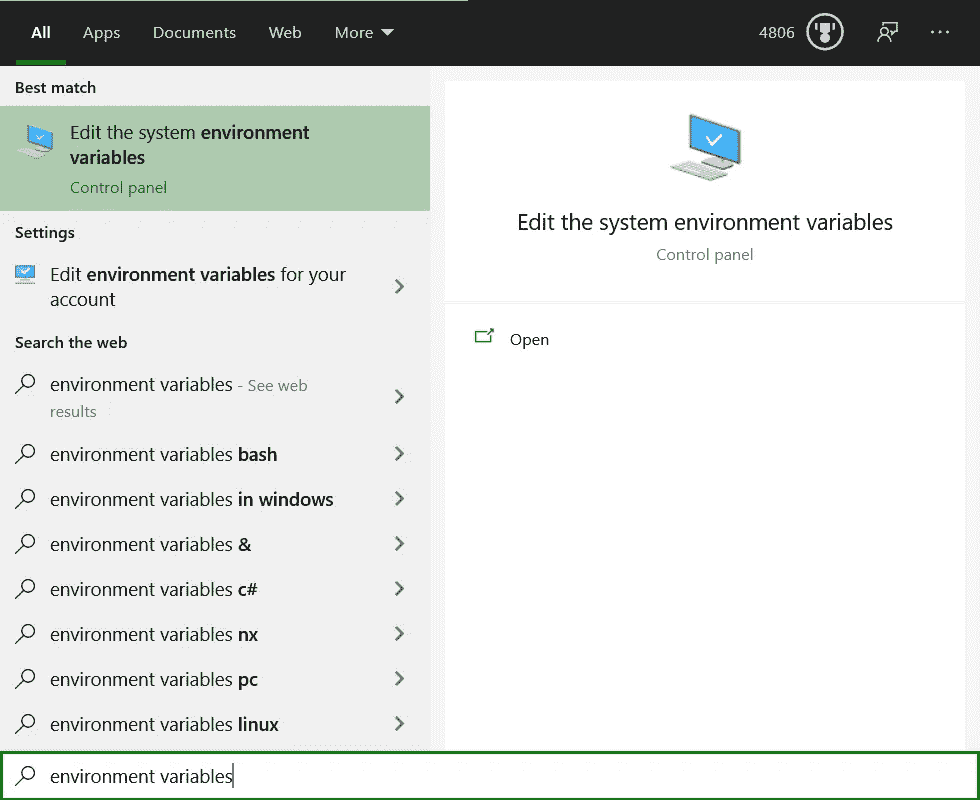 All Apps Documents Web More 4806
Best match
Edit the system environment
variables
Control panel
Settings
Edit environment variables for your
account
Search the web
environment variables - See web
results
environment variables bash
environment variables in windows
environment variables &
environment variables c#
environment variables nx
environment variables pc
environment variables linux
environment variables
Edit the system environment variables
Control panel
Open